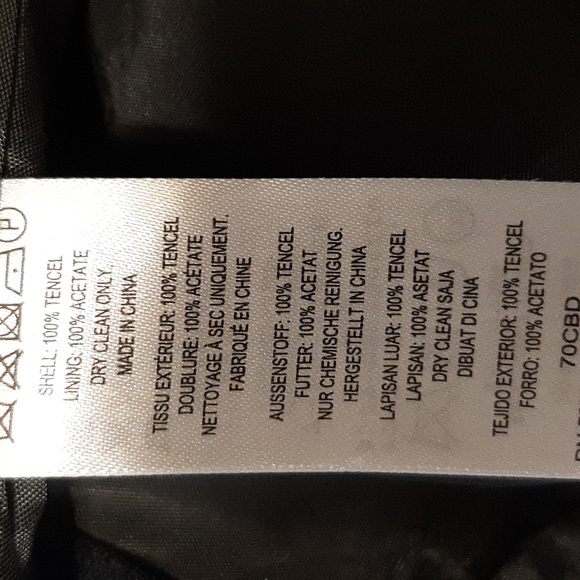 SHELL: 100% TENCEL
LINING: 100% ACETATE
DRY CLEAN ONLY.
MADE IN CHINA
TISSU EXTÉRIEUR: 100% TENCEL
DOUBLURE: 100% ACÉTATE
NETTOYAGE À SEC UNIQUEMENT.
FABRIQUÉ EN CHINE
AUSSENSTOFF: 100% TENCEL
FUTTER: 100% ACETAT
NUR CHEMISCHE REINIGUNG.
HERGESTELLT IN CHINA
LAPISAN LUAR: 100% TENCEL
LAPISAN: 100% ASETAT
DRY CLEAN SAJA
DIBUAT DI CINA
TEJIDO EXTERIOR: 100% TENCEL
FORRO: 100% ACETATO
70CBD